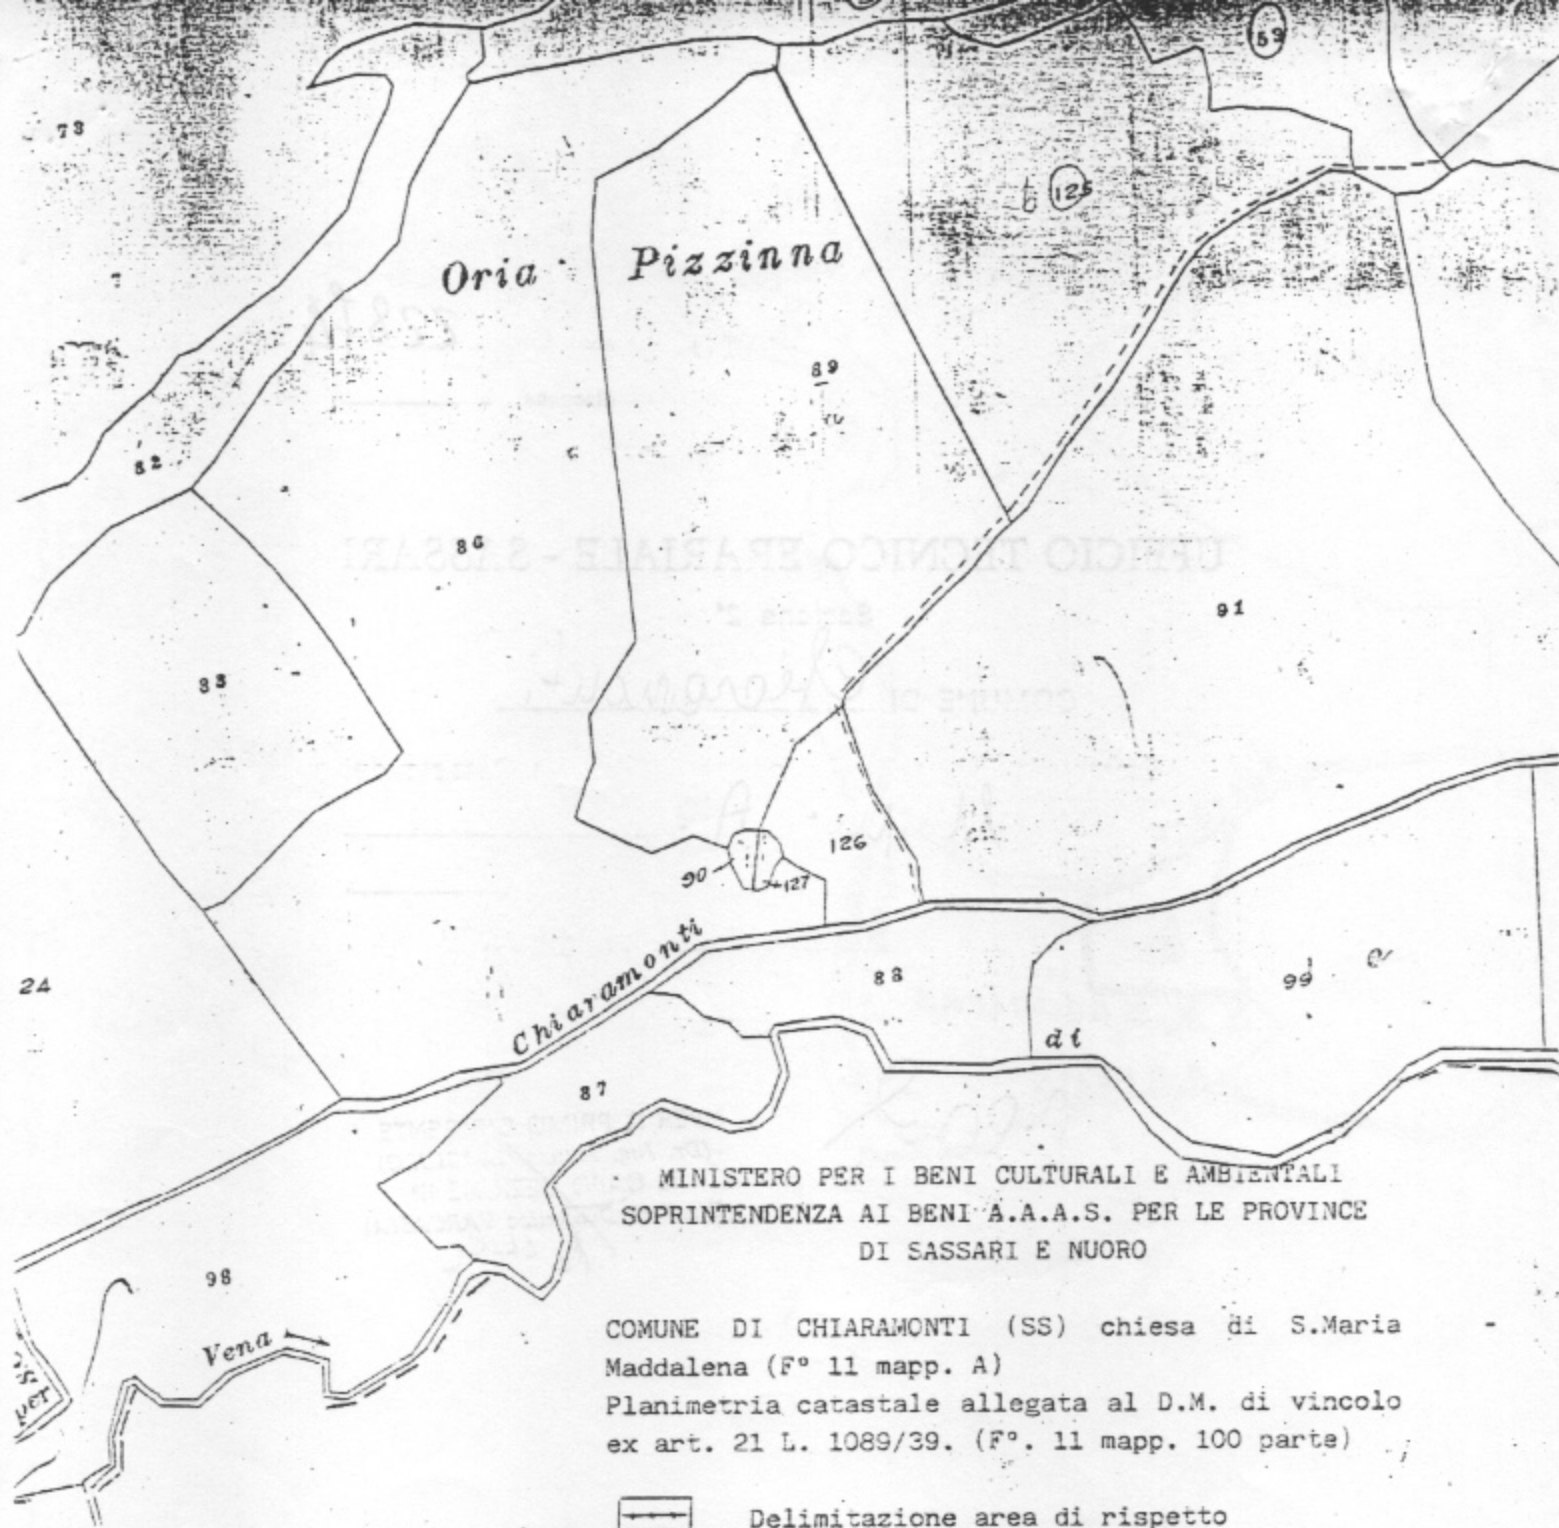 59
73
125
Oria Pizzinna
89
82
86
91
83
126
90
127
Chiaramonti
24
88
99
di
87
MINISTERO PER I BENI CULTURALI E AMBIENTALI
SOPRINTENDENZA AI BENI A.A.A.S. PER LE PROVINCE
DI SASSARI E NUORO
98
COMUNE DI CHIARAMONTI (SS) chiesa di S.Maria
Vena
Maddalena (F° 11 mapp. A)
per
Planimetria catastale allegata al D.M. di vincolo
ex art. 21 L. 1089/39. (F°. 11 mapp. 100 parte)
Delimitazione area di rispetto